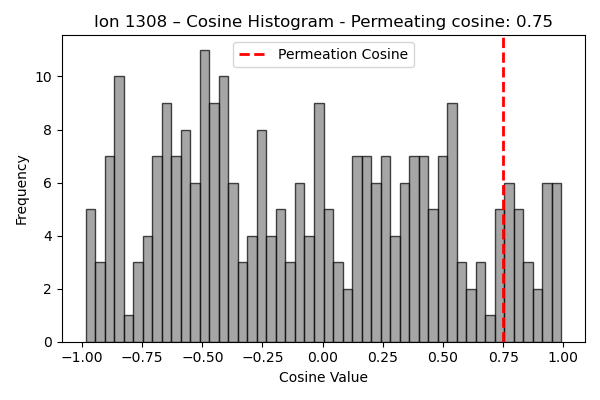 Ion 1308 – Cosine Histogram - Permeating cosine: 0.75
Permeation Cosine
Frequency
10
8
6
4
2
0
−1.00 −0.75 −0.50 −0.25 0.00 0.25 0.50 0.75 1.00
Cosine Value